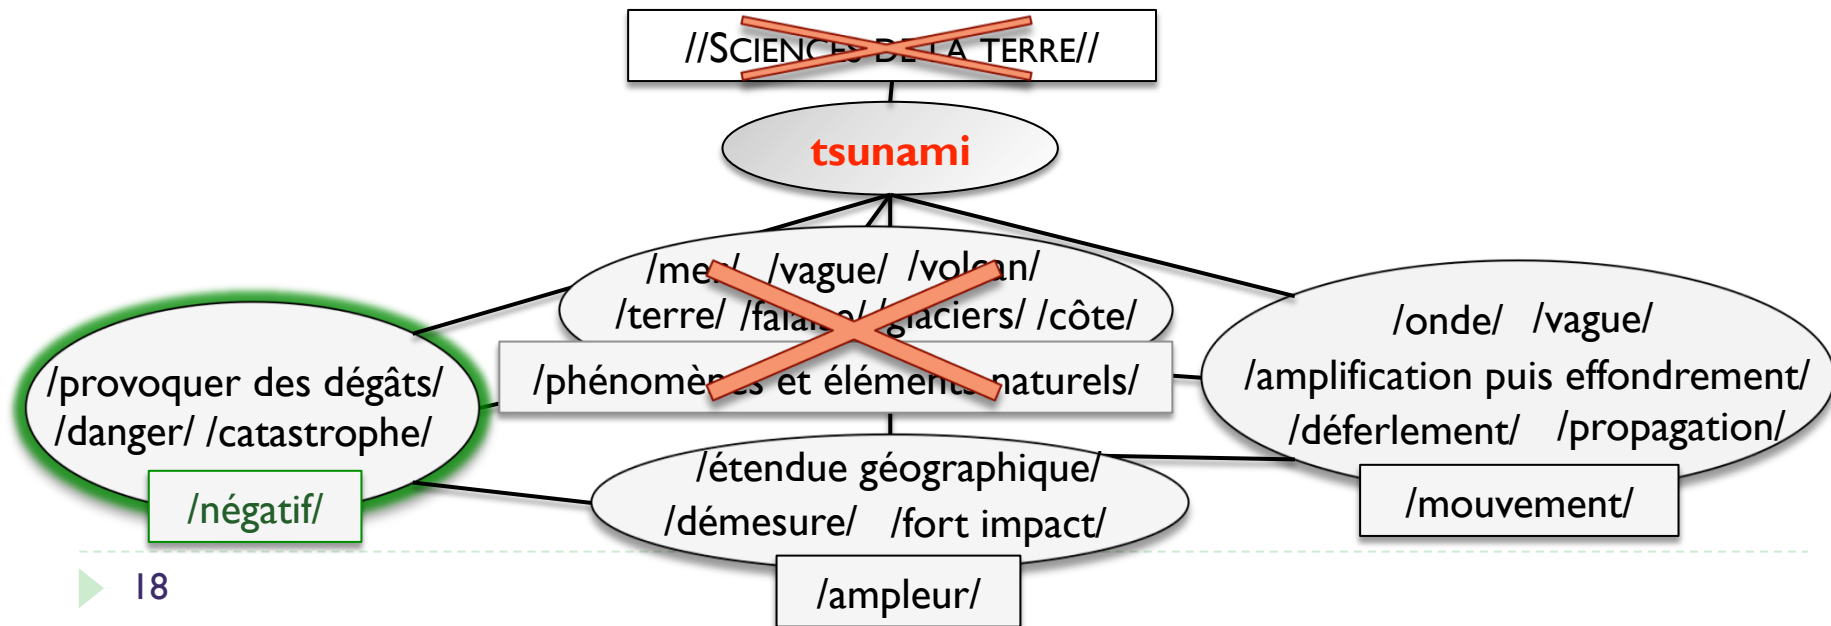 //SCIENCES DE LA TERRE//
tsunami
/mer/ /vague/ /volcan/
/terre/ /falaise/ /glaciers/ /côte/
/phénomènes et éléments naturels/
/provoquer des dégâts/
/danger/ /catastrophe/
/négatif/
/étendue géographique/
/démesure/ /fort impact/
/ampleur/
/onde/ /vague/
/amplification puis effondrement/
/déferlement/ /propagation/
/mouvement/
18